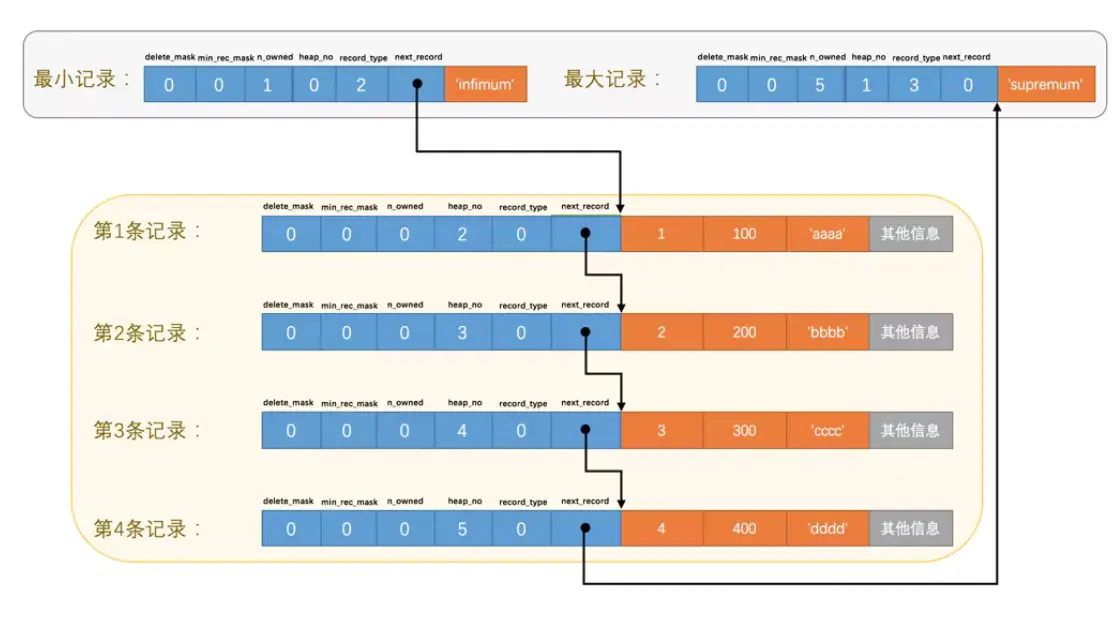 delete_mask min_rec_mask n_owned heap_no record_type next_record
最小记录： 0 0 1 0 2 'infimum'
delete_mask min_rec_mask n_owned heap_no record_type next_record
最大记录： 0 0 5 1 3 0 'supremum'
delete_mask min_rec_mask n_owned heap_no record_type next_record
第1条记录： 0 0 0 2 0 1 100 'aaaa' 其他信息
delete_mask min_rec_mask n_owned heap_no record_type next_record
第2条记录： 0 0 0 3 0 2 200 'bbbb' 其他信息
delete_mask min_rec_mask n_owned heap_no record_type next_record
第3条记录： 0 0 0 4 0 3 300 'cccc' 其他信息
delete_mask min_rec_mask n_owned heap_no record_type next_record
第4条记录： 0 0 0 5 0 4 400 'dddd' 其他信息